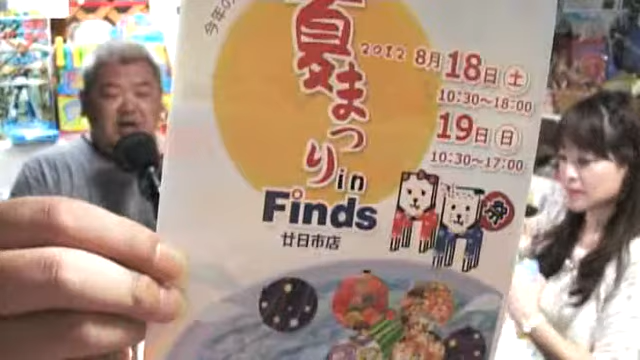 今年の
夏まつり in
Finds
廿日市店
2012 8月18日(土)
10:30~18:00
19日(日)
10:30~17:00
祭